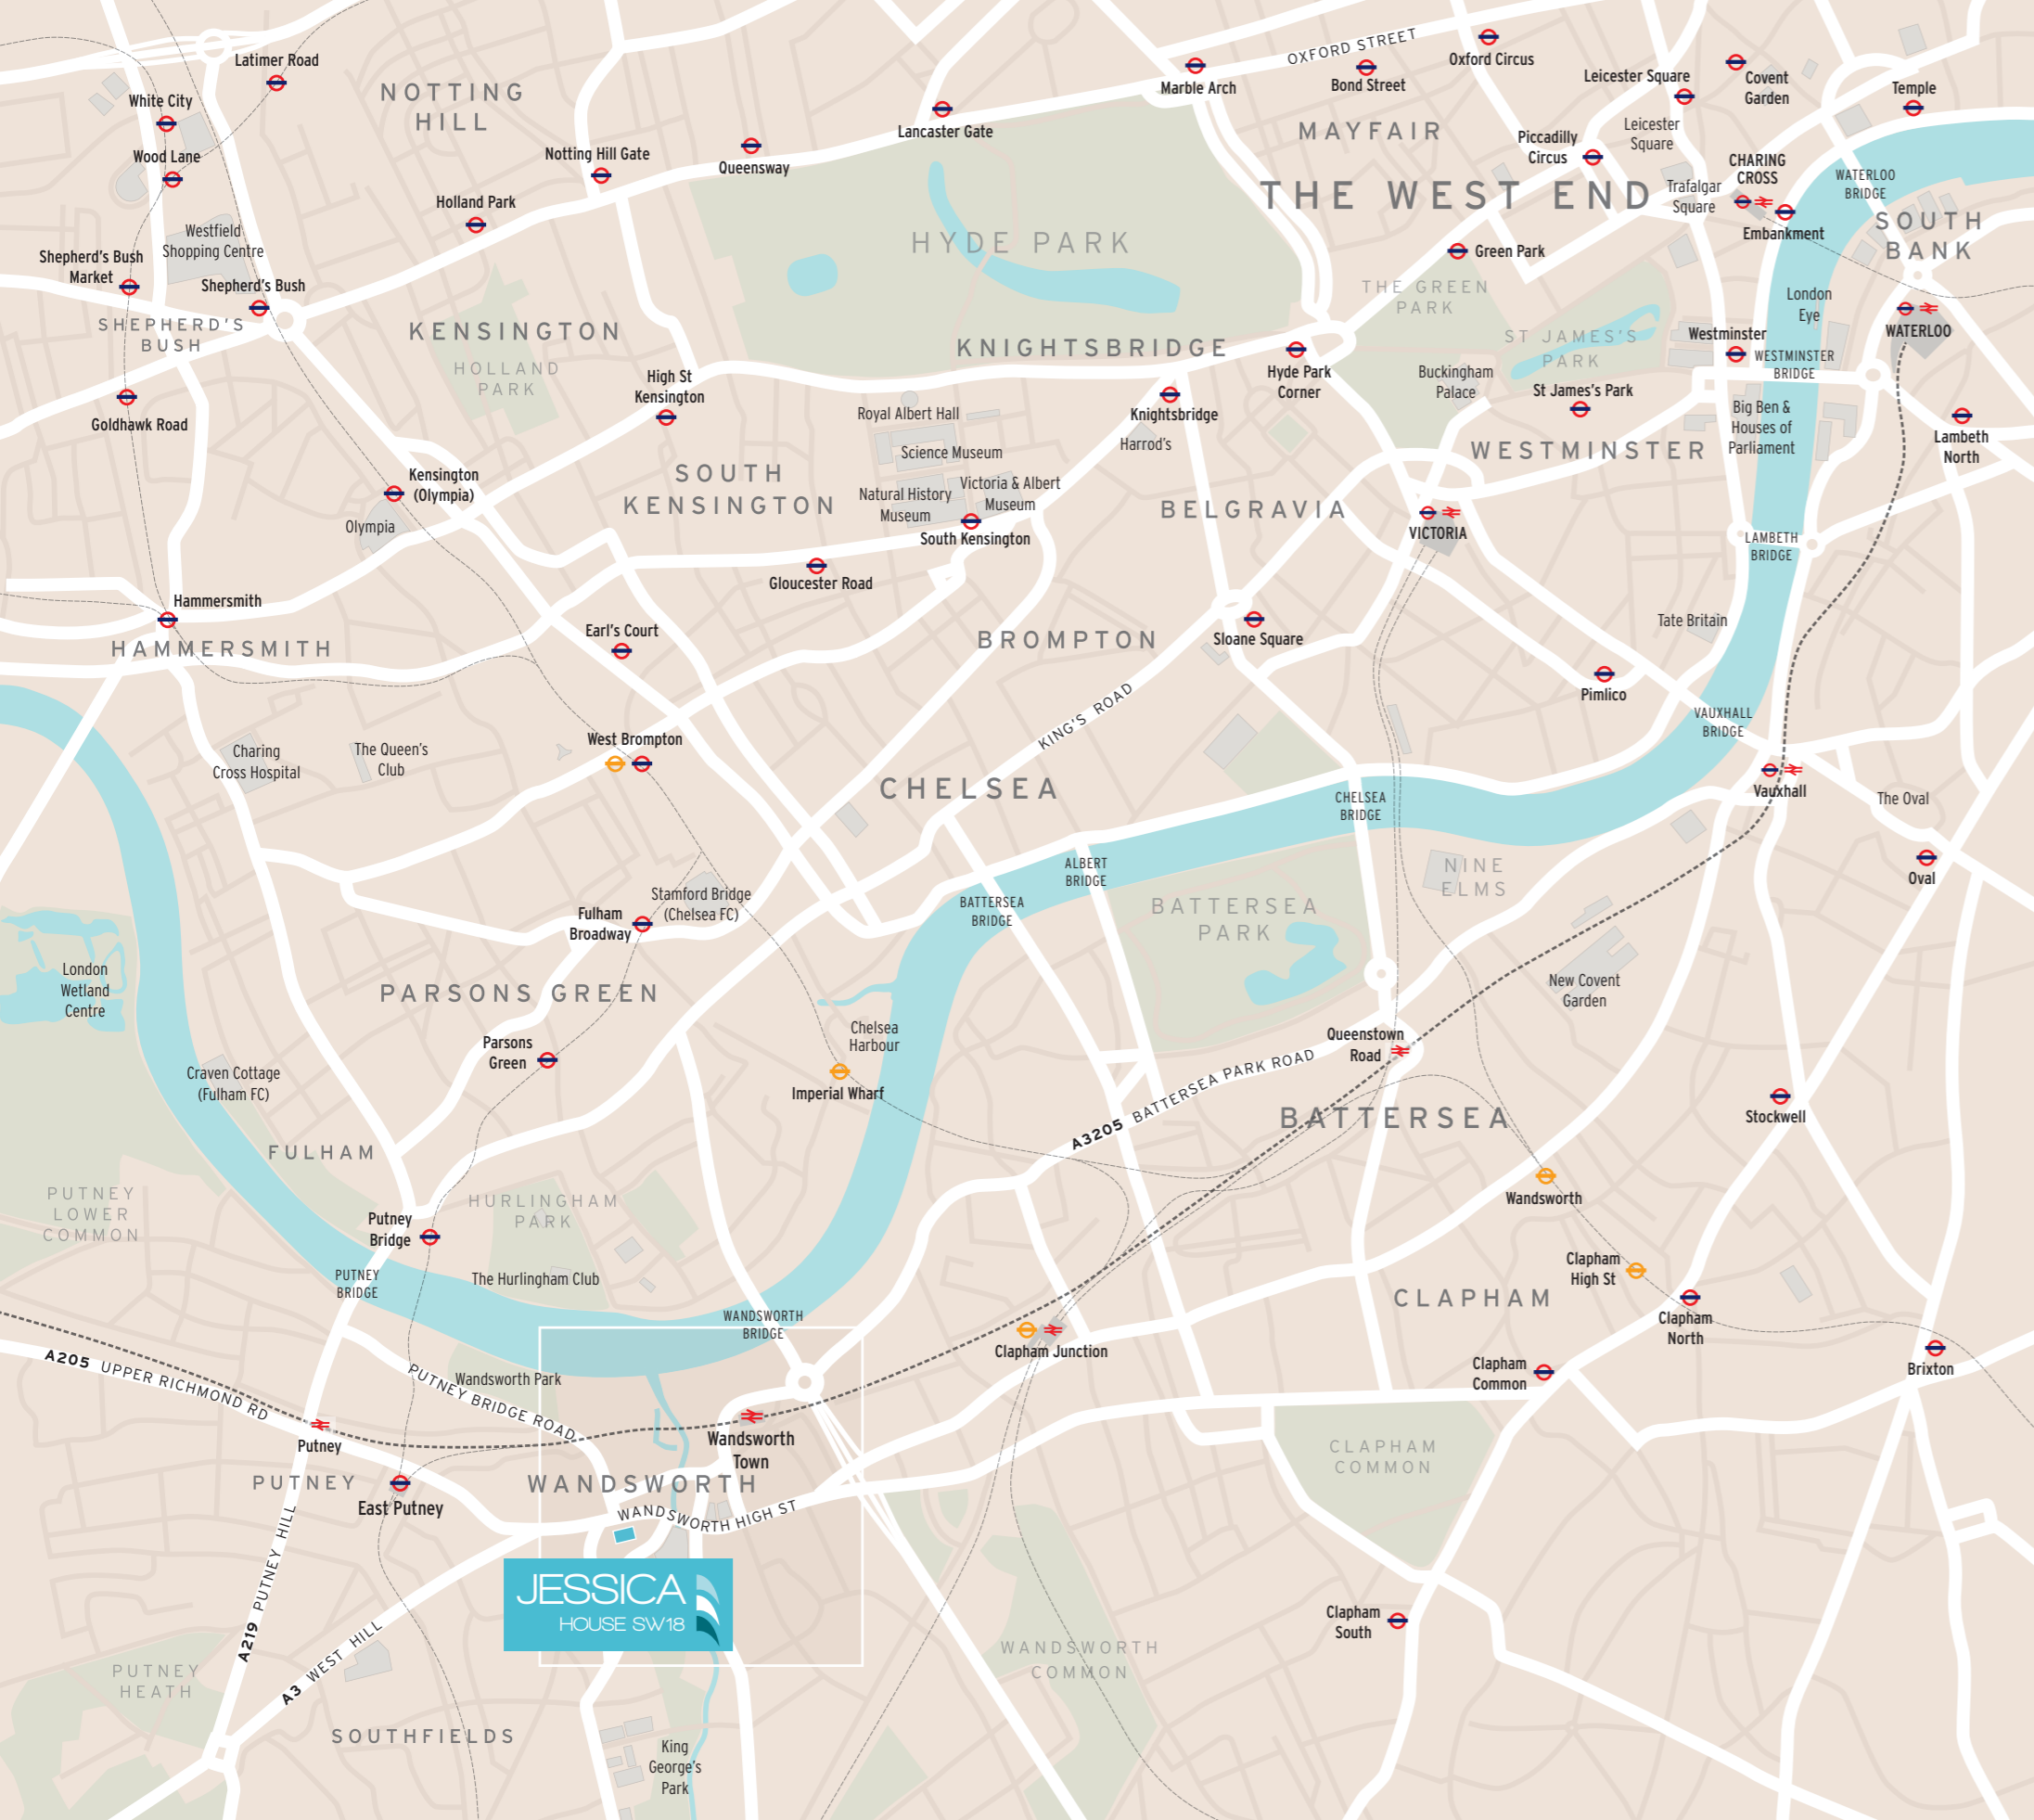 Latimer Road
White City
Wood Lane
NOTTING
HILL
Notting Hill Gate
Holland Park
Queensway
Lancaster Gate
Marble Arch
OXFORD STREET
Bond Street
Oxford Circus
Leicester Square
Covent
Garden
Temple
MAYFAIR
Piccadilly
Circus
Leicester
Square
CHARING
CROSS
Trafalgar
Square
WATERLOO
BRIDGE
THE WEST END
Embankment
SOUTH
BANK
Westfield
Shopping Centre
Shepherd's Bush
Market
Shepherd's Bush
SHEPHERD'S
BUSH
HYDE PARK
Green Park
THE GREEN
PARK
London
Eye
WATERLOO
KENSINGTON
HOLLAND
PARK
KNIGHTSBRIDGE
Hyde Park
Corner
ST JAMES'S
PARK
Westminster
WESTMINSTER
BRIDGE
Goldhawk Road
High St
Kensington
Royal Albert Hall
Knightsbridge
Harrod's
Buckingham
Palace
St James's Park
Big Ben &
Houses of
Parliament
Lambeth
North
WESTMINSTER
Kensington
(Olympia)
Olympia
SOUTH
KENSINGTON
Science Museum
Natural History
Museum
Victoria & Albert
Museum
South Kensington
BELGRAVIA
VICTORIA
LAMBETH
BRIDGE
Gloucester Road
Hammersmith
HAMMERSMITH
Earl's Court
BROMPTON
Sloane Square
Tate Britain
Pimlico
KING'S ROAD
VAUXHALL
BRIDGE
Charing
Cross Hospital
The Queen's
Club
West Brompton
CHELSEA
CHELSEA
BRIDGE
Vauxhall
The Oval
Oval
ALBERT
BRIDGE
NINE
ELMS
Stamford Bridge
(Chelsea FC)
Fulham
Broadway
BATTERSEA
BRIDGE
BATTERSEA
PARK
London
Wetland
Centre
PARSONS GREEN
New Covent
Garden
Chelsea
Harbour
Parsons
Green
Imperial Wharf
Queenstown
Road
Craven Cottage
(Fulham FC)
A3205 BATTERSEA PARK ROAD
BATTERSEA
Stockwell
FULHAM
PUTNEY
LOWER
COMMON
HURLINGHAM
PARK
Putney
Bridge
Wandsworth
PUTNEY
BRIDGE
The Hurlingham Club
Clapham
High St
CLAPHAM
WANDSWORTH
BRIDGE
Clapham
North
Clapham Junction
Clapham
Common
Brixton
A205 UPPER RICHMOND RD
PUTNEY BRIDGE ROAD
Wandsworth Park
Putney
Wandsworth
Town
CLAPHAM
COMMON
PUTNEY
East Putney
WANDSWORTH
WANDSWORTH HIGH ST
A219 PUTNEY HILL
JESSICA
HOUSE SW18
Clapham
South
A3 WEST HILL
WANDSWORTH
COMMON
PUTNEY
HEATH
SOUTHFIELDS
King
George's
Park